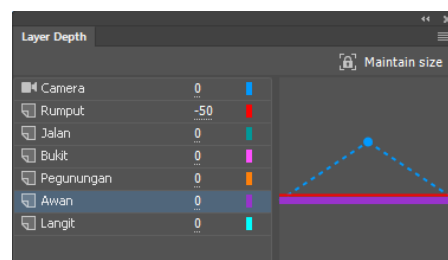 Layer Depth
Maintain size
Camera 0
Rumput -50
Jalan 0
Bukit 0
Pegunungan 0
Awan 0
Langit 0